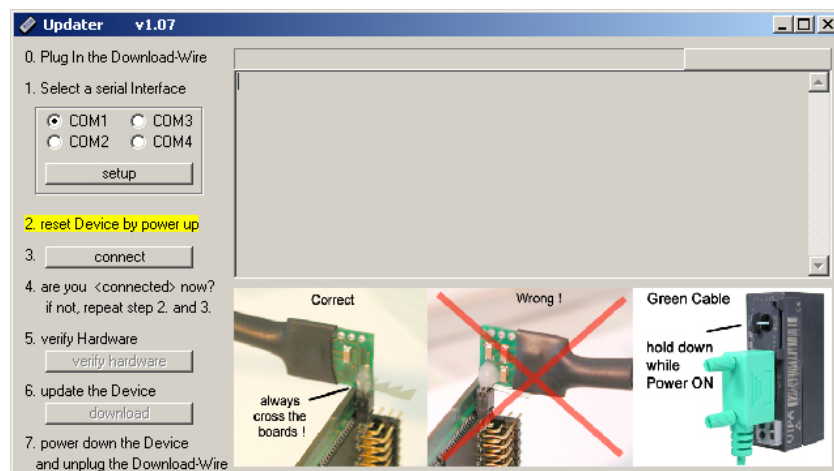 Updater v1.07
0. Plug In the Download-Wire
1. Select a serial Interface
COM1 COM3
COM2 COM4
setup
2. reset Device by power up
3. connect
4. are you <connected> now?
if not, repeat step 2. and 3.
5. verify Hardware
verify hardware
6. update the Device
download
7. power down the Device
and unplug the Download-Wire
Correct
always
cross the
boards !
Wrong !
Green Cable
hold down
while
Power ON
VIPA